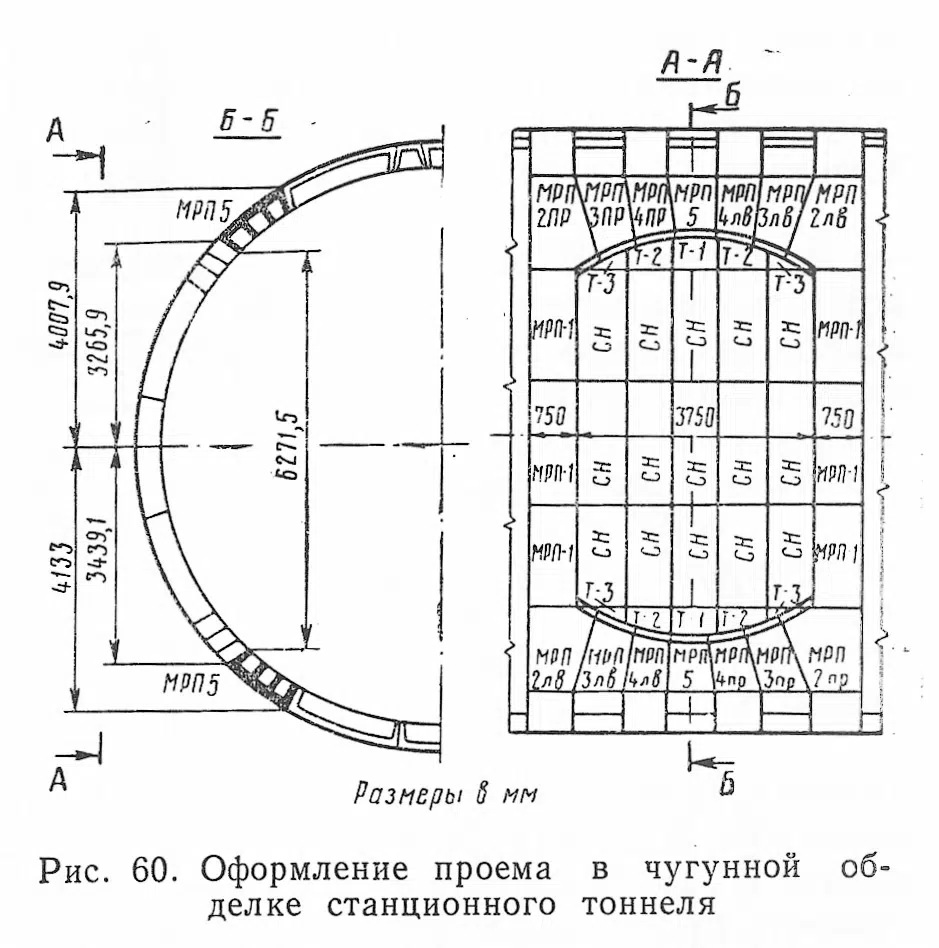 А-А
Б
Б-Б
А
МРП5
4007,9
3265,9
6271,5
3439,1
4133
МРП5
А
МРП 2ПР
МРП 3ПР
МРП 4ПР
МРП 5
МРП 4лв
МРП 3лв
МРП 2лв
Т-3
Т-2
Т-1
Т-2
Т-3
МРП-1
СН
СН
СН
СН
СН
МРП-1
750
3750
750
МРП-1
СН
СН
СН
СН
СН
МРП-1
МРП-1
СН
СН
СН
СН
СН
МРП 1
Т-3
Т-2
Т-1
Т-2
Т-3
МРП 2лв
МРП 3лв
МРП 4лв
МРП 5
МРП 4пр
МРП 3пр
МРП 2пр
Б
Размеры в мм
Рис. 60. Оформление проема в чугунной об-
делке станционного тоннеля